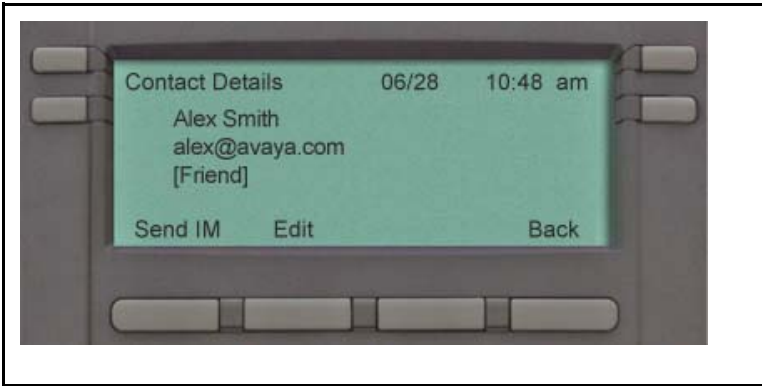 Contact Details 06/28 10:48 am
Alex Smith
alex@avaya.com
[Friend]
Send IM Edit Back